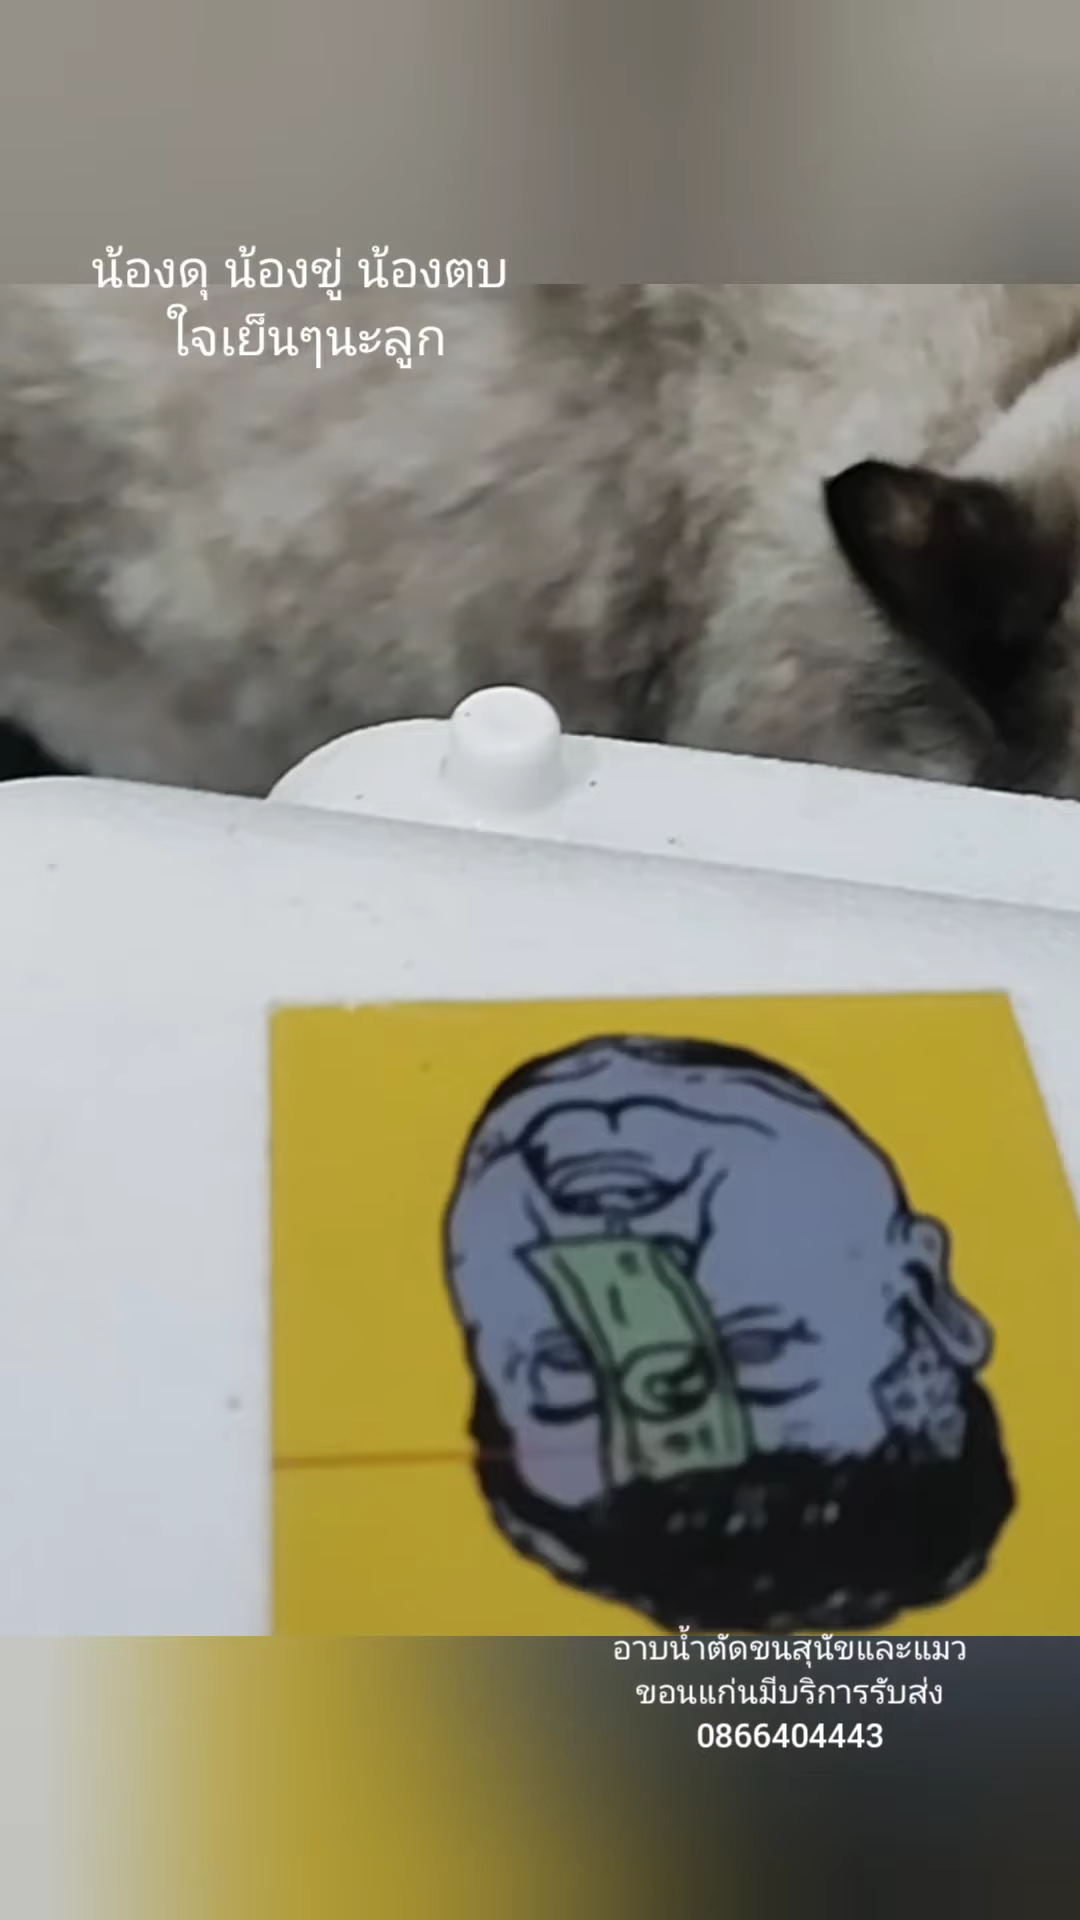 น้องดุ น้องขู่ น้องตบ
ใจเย็นๆนะลูก
อาบน้ำตัดขนสุนัขและแมว
ขอนแก่นมีบริการรับส่ง
0866404443